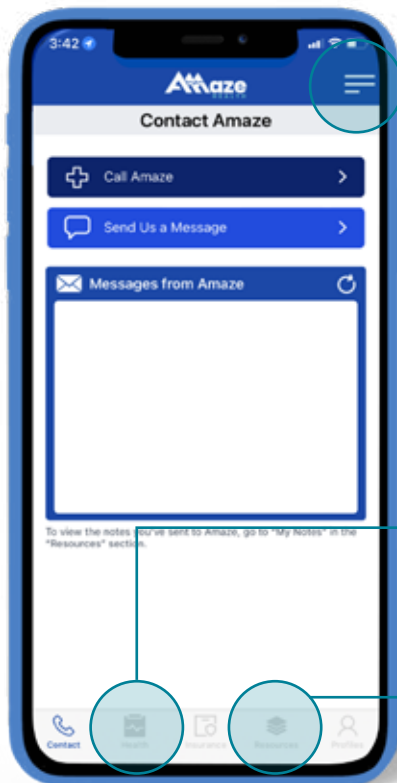 3:42
Amaze
HEALTH
Contact Amaze
Call Amaze
Send Us a Message
Messages from Amaze
To view the notes you've sent to Amaze, go to "My Notes" in the
"Resources" section.
Contact Health Insurance Resources Profiles